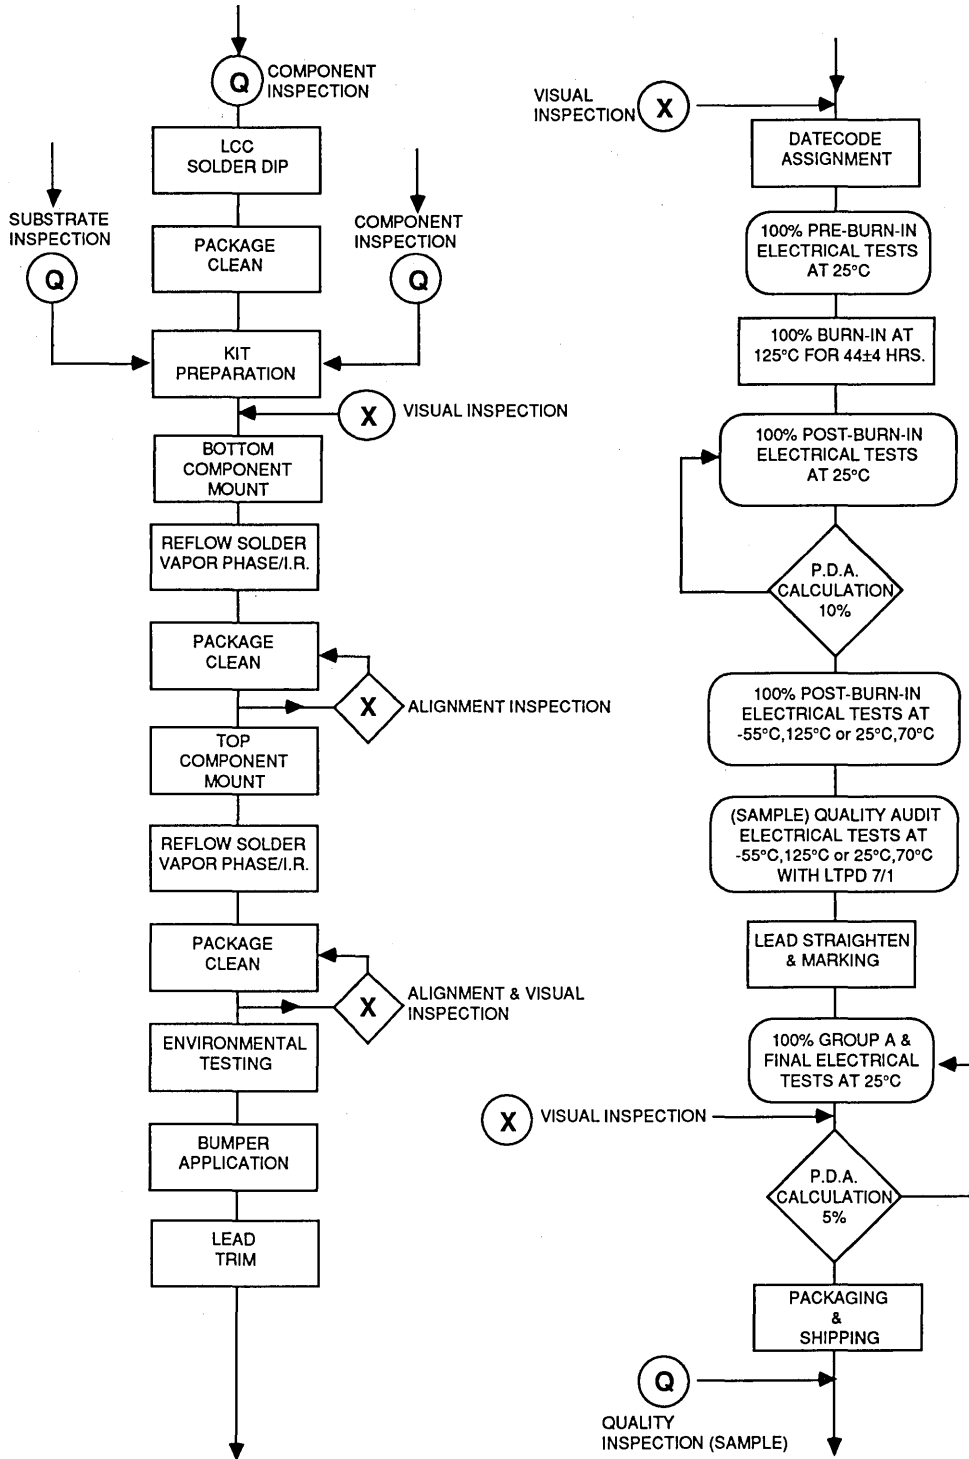 Q
COMPONENT
INSPECTION
LCC
SOLDER DIP
SUBSTRATE
INSPECTION
Q
PACKAGE
CLEAN
COMPONENT
INSPECTION
Q
KIT
PREPARATION
X
VISUAL INSPECTION
BOTTOM
COMPONENT
MOUNT
REFLOW SOLDER
VAPOR PHASE/I.R.
PACKAGE
CLEAN
X
ALIGNMENT INSPECTION
TOP
COMPONENT
MOUNT
REFLOW SOLDER
VAPOR PHASE/I.R.
PACKAGE
CLEAN
X
ALIGNMENT & VISUAL
INSPECTION
ENVIRONMENTAL
TESTING
BUMPER
APPLICATION
LEAD
TRIM
VISUAL
INSPECTION
X
DATECODE
ASSIGNMENT
100% PRE-BURN-IN
ELECTRICAL TESTS
AT 25°C
100% BURN-IN AT
125°C FOR 44±4 HRS.
100% POST-BURN-IN
ELECTRICAL TESTS
AT 25°C
P.D.A.
CALCULATION
10%
100% POST-BURN-IN
ELECTRICAL TESTS AT
-55°C,125°C or 25°C,70°C
(SAMPLE) QUALITY AUDIT
ELECTRICAL TESTS AT
-55°C,125°C or 25°C,70°C
WITH LTPD 7/1
LEAD STRAIGHTEN
& MARKING
100% GROUP A &
FINAL ELECTRICAL
TESTS AT 25°C
X
VISUAL INSPECTION
P.D.A.
CALCULATION
5%
PACKAGING
&
SHIPPING
Q
QUALITY
INSPECTION (SAMPLE)